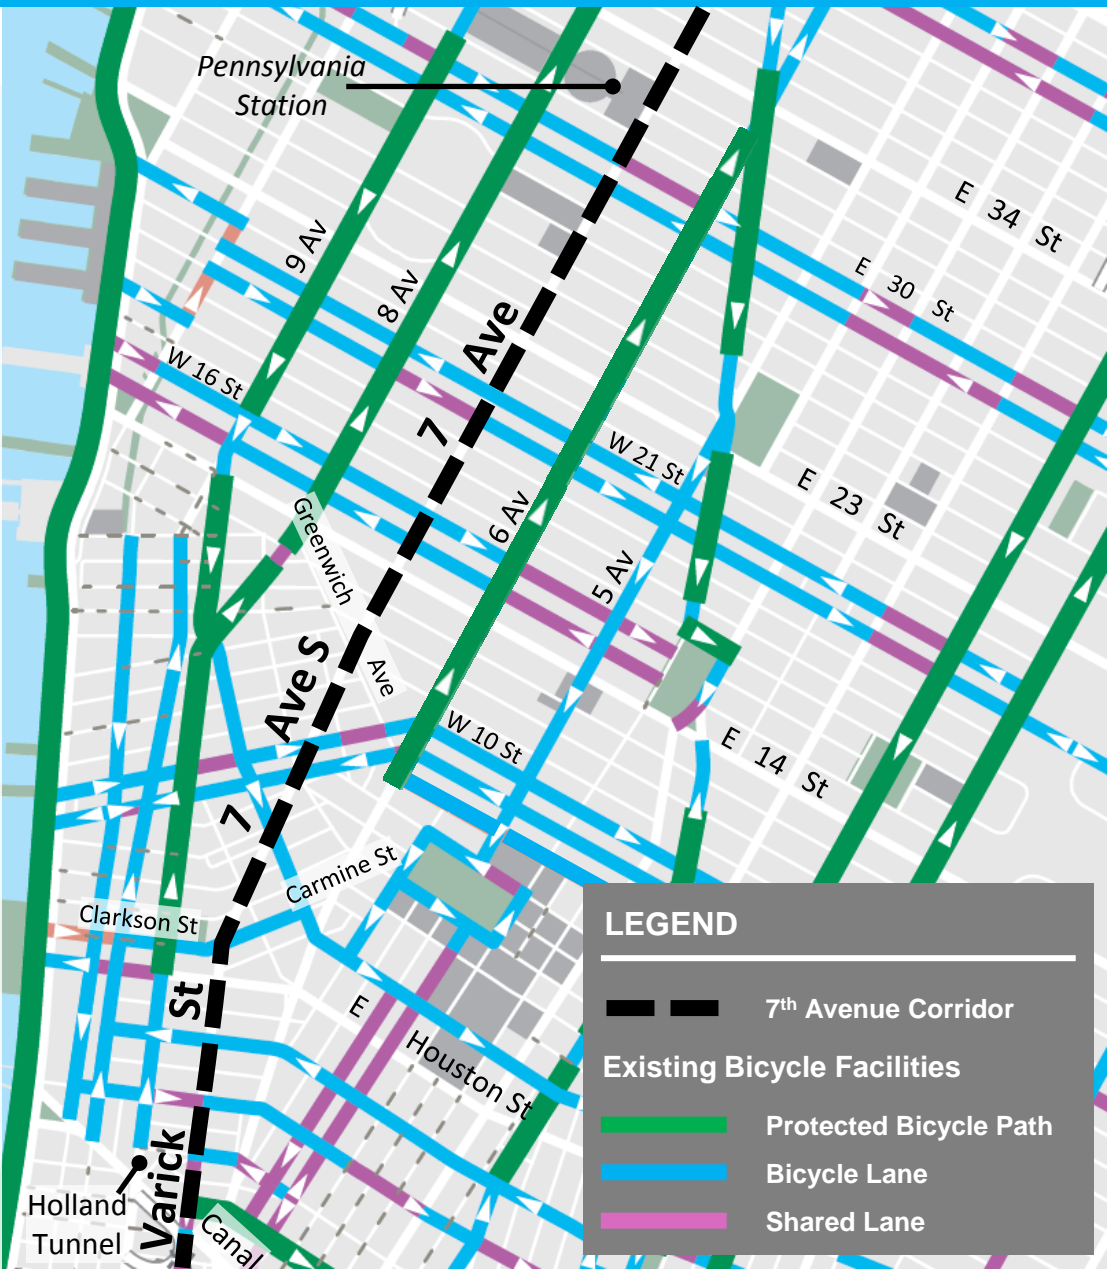 Pennsylvania
Station
E 34 St
9 Av
8 Av
E 30 St
7 Ave
W 16 St
W 21 St
E 23 St
6 Av
Greenwich
Ave
5 Av
7 Ave S
W 10 St
E 14 St
Carmine St
Clarkson St
E Houston St
Varick St
Holland
Tunnel
Canal
LEGEND
7th Avenue Corridor
Existing Bicycle Facilities
Protected Bicycle Path
Bicycle Lane
Shared Lane